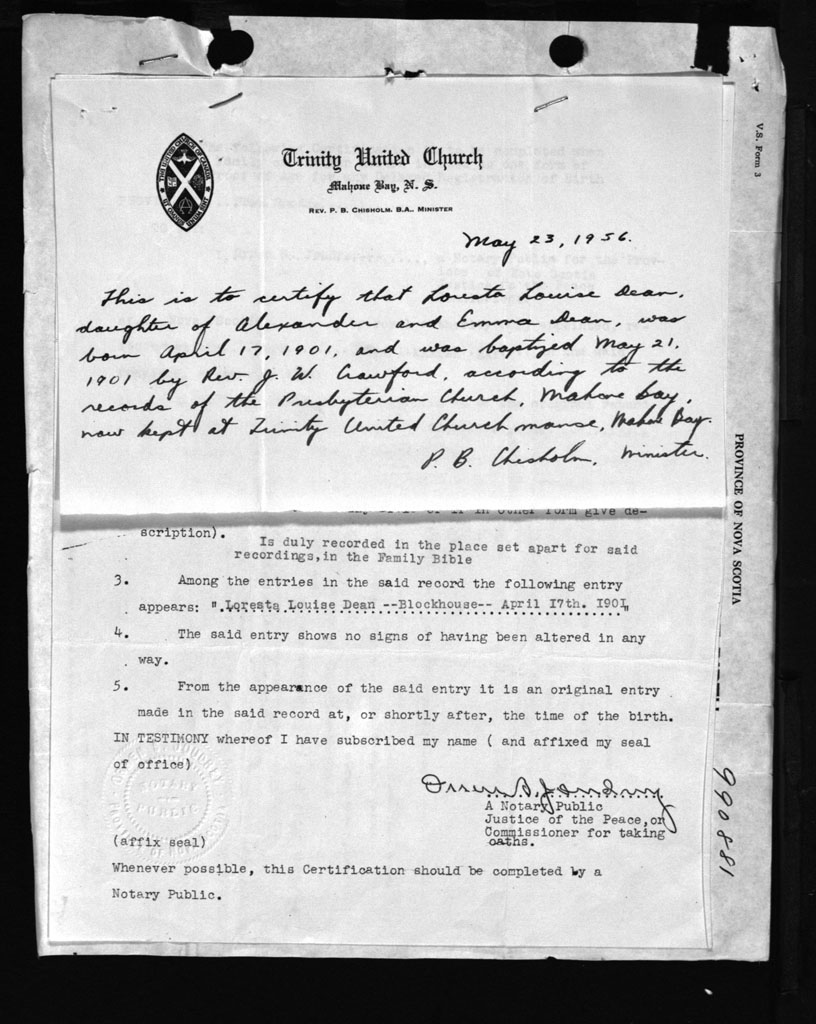 Trinity United Church
Mahone Bay, N. S.
REV. P. B. CHISHOLM. B.A., MINISTER
May 23, 1956.
This is to certify that Loresta Louise Dean,
daughter of Alexander and Emma Dean, was
born April 17, 1901, and was baptized May 21,
1901 by Rev. J. W. Crawford, according to the
records of the Presbyterian Church, Mahone bay,
now kept at Trinity United Church manse, Mahone Bay.
P. B. Chisholm, Minister.
in other form give de-
scription).
Is duly recorded in the place set apart for said
recordings,in the Family Bible
3. Among the entries in the said record the following entry
appears: "Loresta Louise Dean --Blockhouse-- April I7th. I90I"
4. The said entry shows no signs of having been altered in any
way.
5. From the appearance of the said entry it is an original entry
made in the said record at, or shortly after, the time of the birth.
IN TESTIMONY whereof I have subscribed my name ( and affixed my seal
of office)
A Notary Public
Justice of the Peace,or
Commissioner for taking
oaths.
NOTARY
PUBLIC
(affix seal)
Whenever possible, this Certification should be completed by a
Notary Public.
V.S. Form 3
PROVINCE OF NOVA SCOTIA
990881